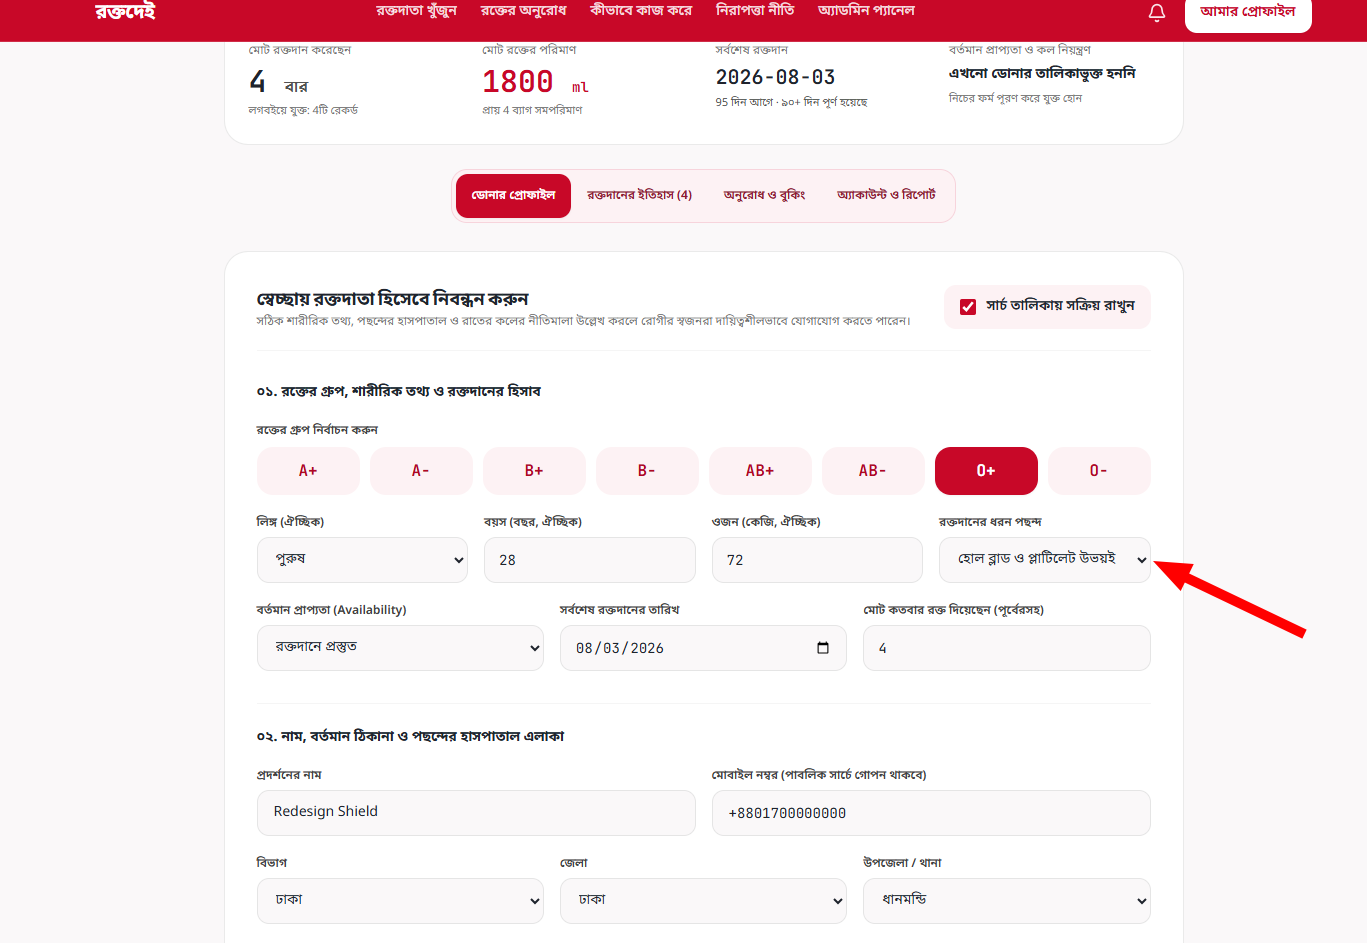 রক্তদেই
রক্তদাতা খুঁজুন রক্তের অনুরোধ কীভাবে কাজ করে নিরাপত্তা নীতি অ্যাডমিন প্যানেল
আমার প্রোফাইল
মোট রক্তদান করেছেন
4 বার
লগবইয়ে যুক্ত: 4টি রেকর্ড
মোট রক্তের পরিমাণ
1800 ml
প্রায় 4 ব্যাগ সমপরিমাণ
সর্বশেষ রক্তদান
2026-08-03
95 দিন আগে · ৯০+ দিন পূর্ণ হয়েছে
বর্তমান প্রাপ্যতা ও কল নিয়ন্ত্রণ
এখনো ডোনার তালিকাভুক্ত হননি
নিচের ফর্ম পূরণ করে যুক্ত হোন
ডোনার প্রোফাইল রক্তদানের ইতিহাস (4) অনুরোধ ও বুকিং অ্যাকাউন্ট ও রিপোর্ট
স্বেচ্ছায় রক্তদাতা হিসেবে নিবন্ধন করুন
সঠিক শারীরিক তথ্য, পছন্দের হাসপাতাল ও রাতের কলের নীতিমালা উল্লেখ করলে রোগীর স্বজনরা দায়িত্বশীলভাবে যোগাযোগ করতে পারেন।
সার্চ তালিকায় সক্রিয় রাখুন
০১. রক্তের গ্রুপ, শারীরিক তথ্য ও রক্তদানের হিসাব
রক্তের গ্রুপ নির্বাচন করুন
A+ A- B+ B- AB+ AB- O+ O-
লিঙ্গ (ঐচ্ছিক) বয়স (বছর, ঐচ্ছিক) ওজন (কেজি, ঐচ্ছিক) রক্তদানের ধরন পছন্দ
পুরুষ 28 72 হোল ব্লাড ও প্লাটিলেট উভয়ই
বর্তমান প্রাপ্যতা (Availability) সর্বশেষ রক্তদানের তারিখ মোট কতবার রক্ত দিয়েছেন (পূর্বেরসহ)
রক্তদানে প্রস্তুত 08/03/2026 4
০২. নাম, বর্তমান ঠিকানা ও পছন্দের হাসপাতাল এলাকা
প্রদর্শনের নাম মোবাইল নম্বর (পাবলিক সার্চে গোপন থাকবে)
Redesign Shield +8801700000000
বিভাগ জেলা উপজেলা / থানা
ঢাকা ঢাকা ধানমন্ডি